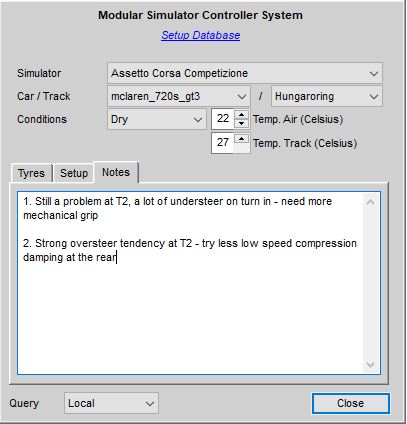 Modular Simulator Controller System
Setup Database
Simulator
Assetto Corsa Competizione
Car / Track
mclaren_720s_gt3
/
Hungaroring
Conditions
Dry
22
Temp. Air (Celsius)
27
Temp. Track (Celsius)
Tyres
Setup
Notes
1. Still a problem at T2, a lot of understeer on turn in - need more
mechanical grip
2. Strong oversteer tendency at T2 - try less low speed compression
damping at the rear
Query
Local
Close